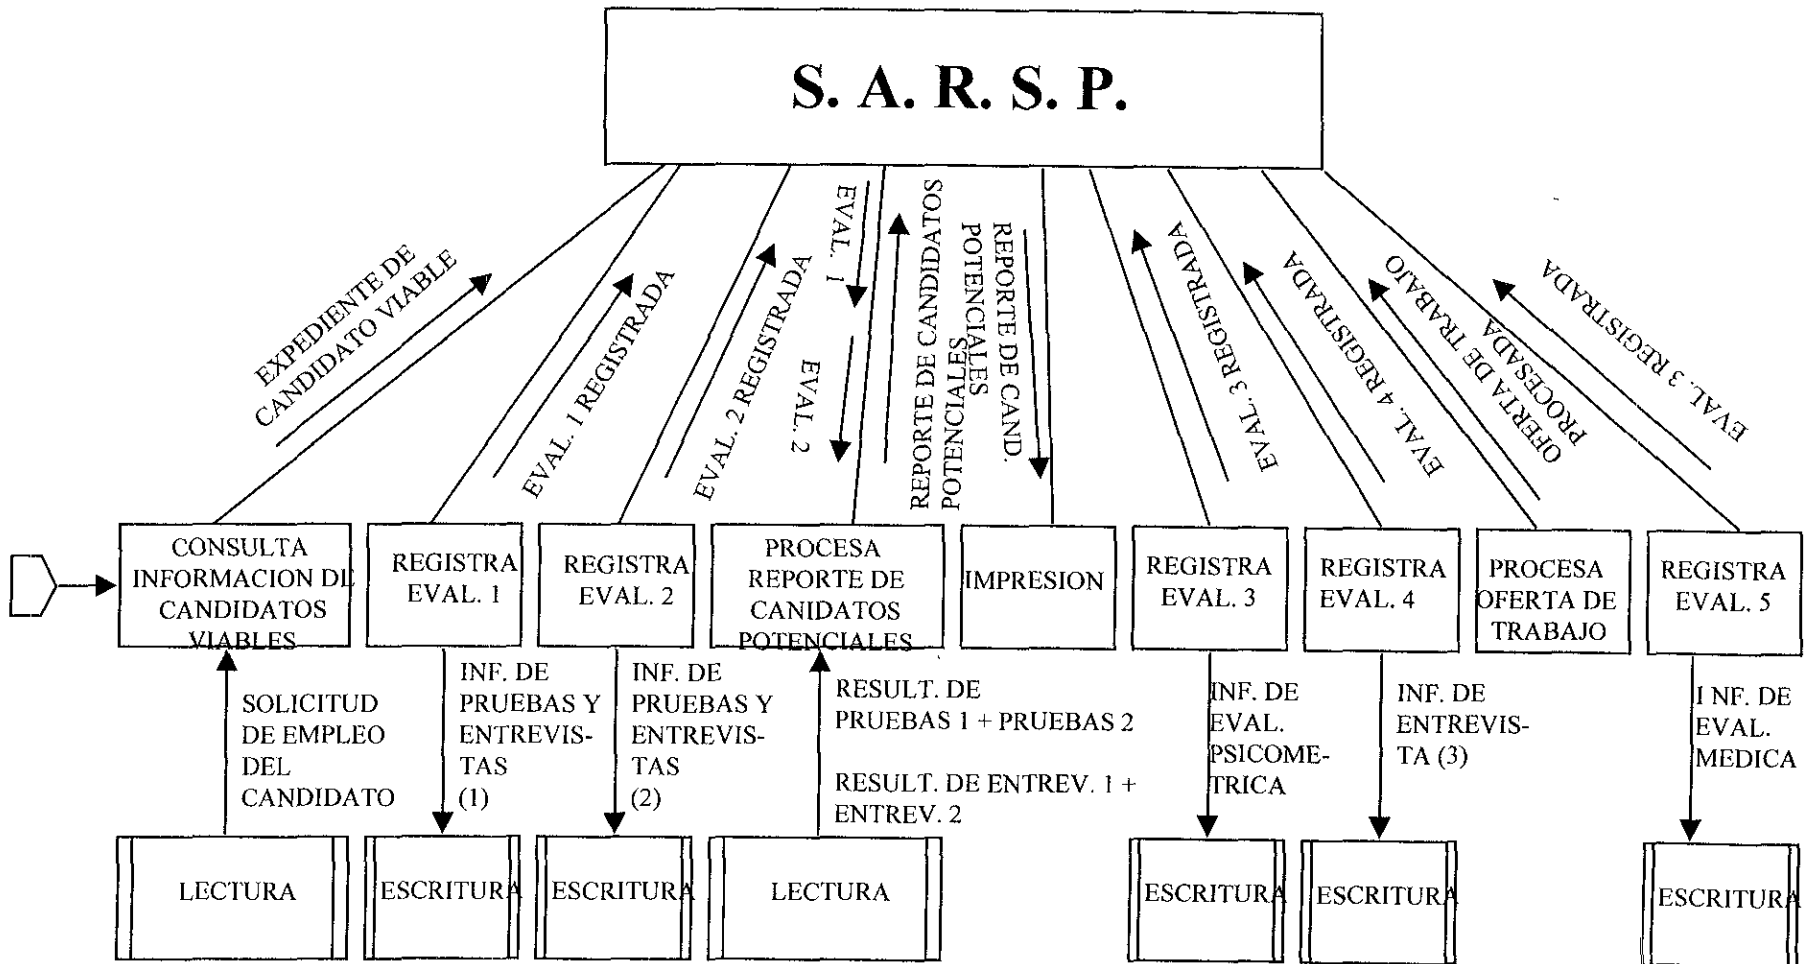 S. A. R. S. P.
EXPEDIENTE DE
CANDIDATO VIABLE
EVAL. 1 REGISTRADA
EVAL. 2 REGISTRADA
EVAL. 1
EVAL. 2
REPORTE DE CANDIDATOS
POTENCIALES
REPORTE DE CAND.
POTENCIALES
EVAL. 3 REGISTRADA
EVAL. 4 REGISTRADA
OFERTA DE TRABAJO
PROCESADA
EVAL. 3 REGISTRADA
CONSULTA
INFORMACION DE
CANDIDATOS
VIABLES
REGISTRA
EVAL. 1
REGISTRA
EVAL. 2
PROCESA
REPORTE DE
CANIDATOS
POTENCIALES
IMPRESION
REGISTRA
EVAL. 3
REGISTRA
EVAL. 4
PROCESA
OFERTA DE
TRABAJO
REGISTRA
EVAL. 5
SOLICITUD
DE EMPLEO
DEL
CANDIDATO
INF. DE
PRUEBAS Y
ENTREVIS-
TAS
(1)
INF. DE
PRUEBAS Y
ENTREVIS-
TAS
(2)
RESULT. DE
PRUEBAS 1 + PRUEBAS 2
RESULT. DE ENTREV. 1 +
ENTREV. 2
INF. DE
EVAL.
PSICOME-
TRICA
INF. DE
ENTREVIS-
TA (3)
I NF. DE
EVAL.
MEDICA
LECTURA
ESCRITURA
ESCRITURA
LECTURA
ESCRITURA
ESCRITURA
ESCRITURA